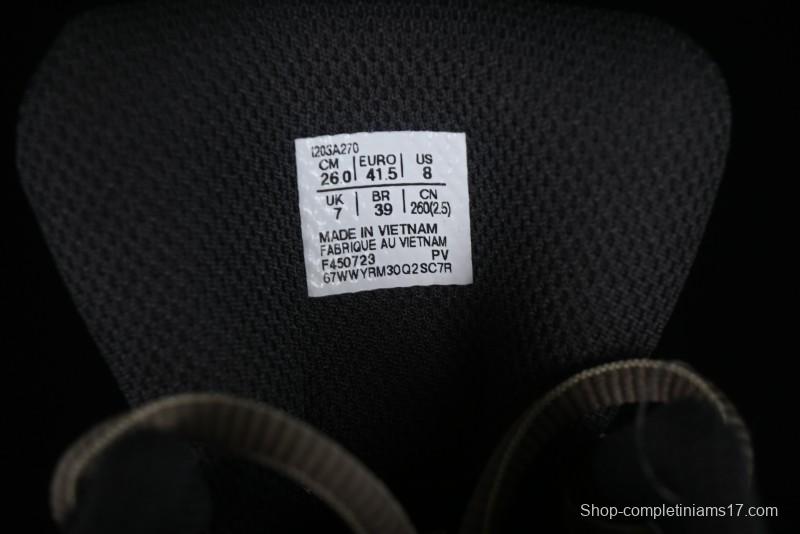 1203A270
CM | EURO | US
26.0 | 41.5 | 8
UK | BR | CN
7 | 39 | 260(2.5)
MADE IN VIETNAM
FABRIQUE AU VIETNAM
F450723 PV
67WWYRM30Q2SC7R
Shop-completiniams17.com